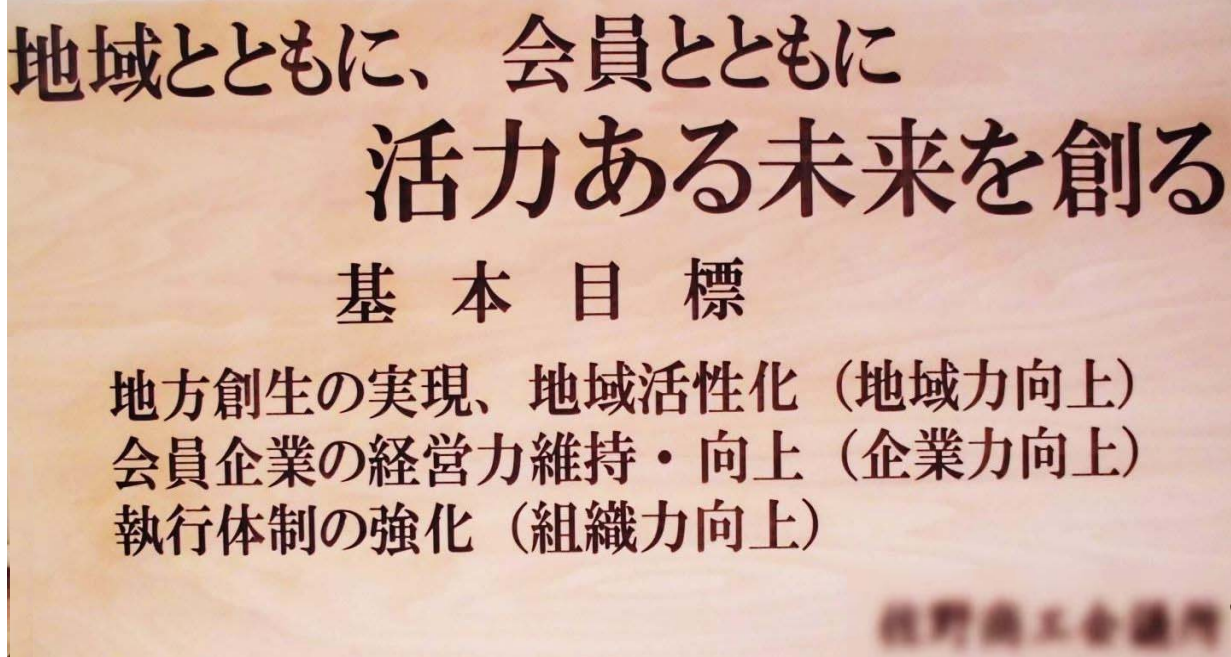 地域とともに、 会員とともに
活力ある未来を創る
基 本 目 標
地方創生の実現、地域活性化（地域力向上）
会員企業の経営力維持・向上（企業力向上）
執行体制の強化（組織力向上）